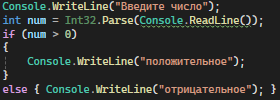 Console.WriteLine("Введите число");
int num = Int32.Parse(Console.ReadLine());
if (num > 0)
{
    Console.WriteLine("положительное");
}
else { Console.WriteLine("отрицательное"); }